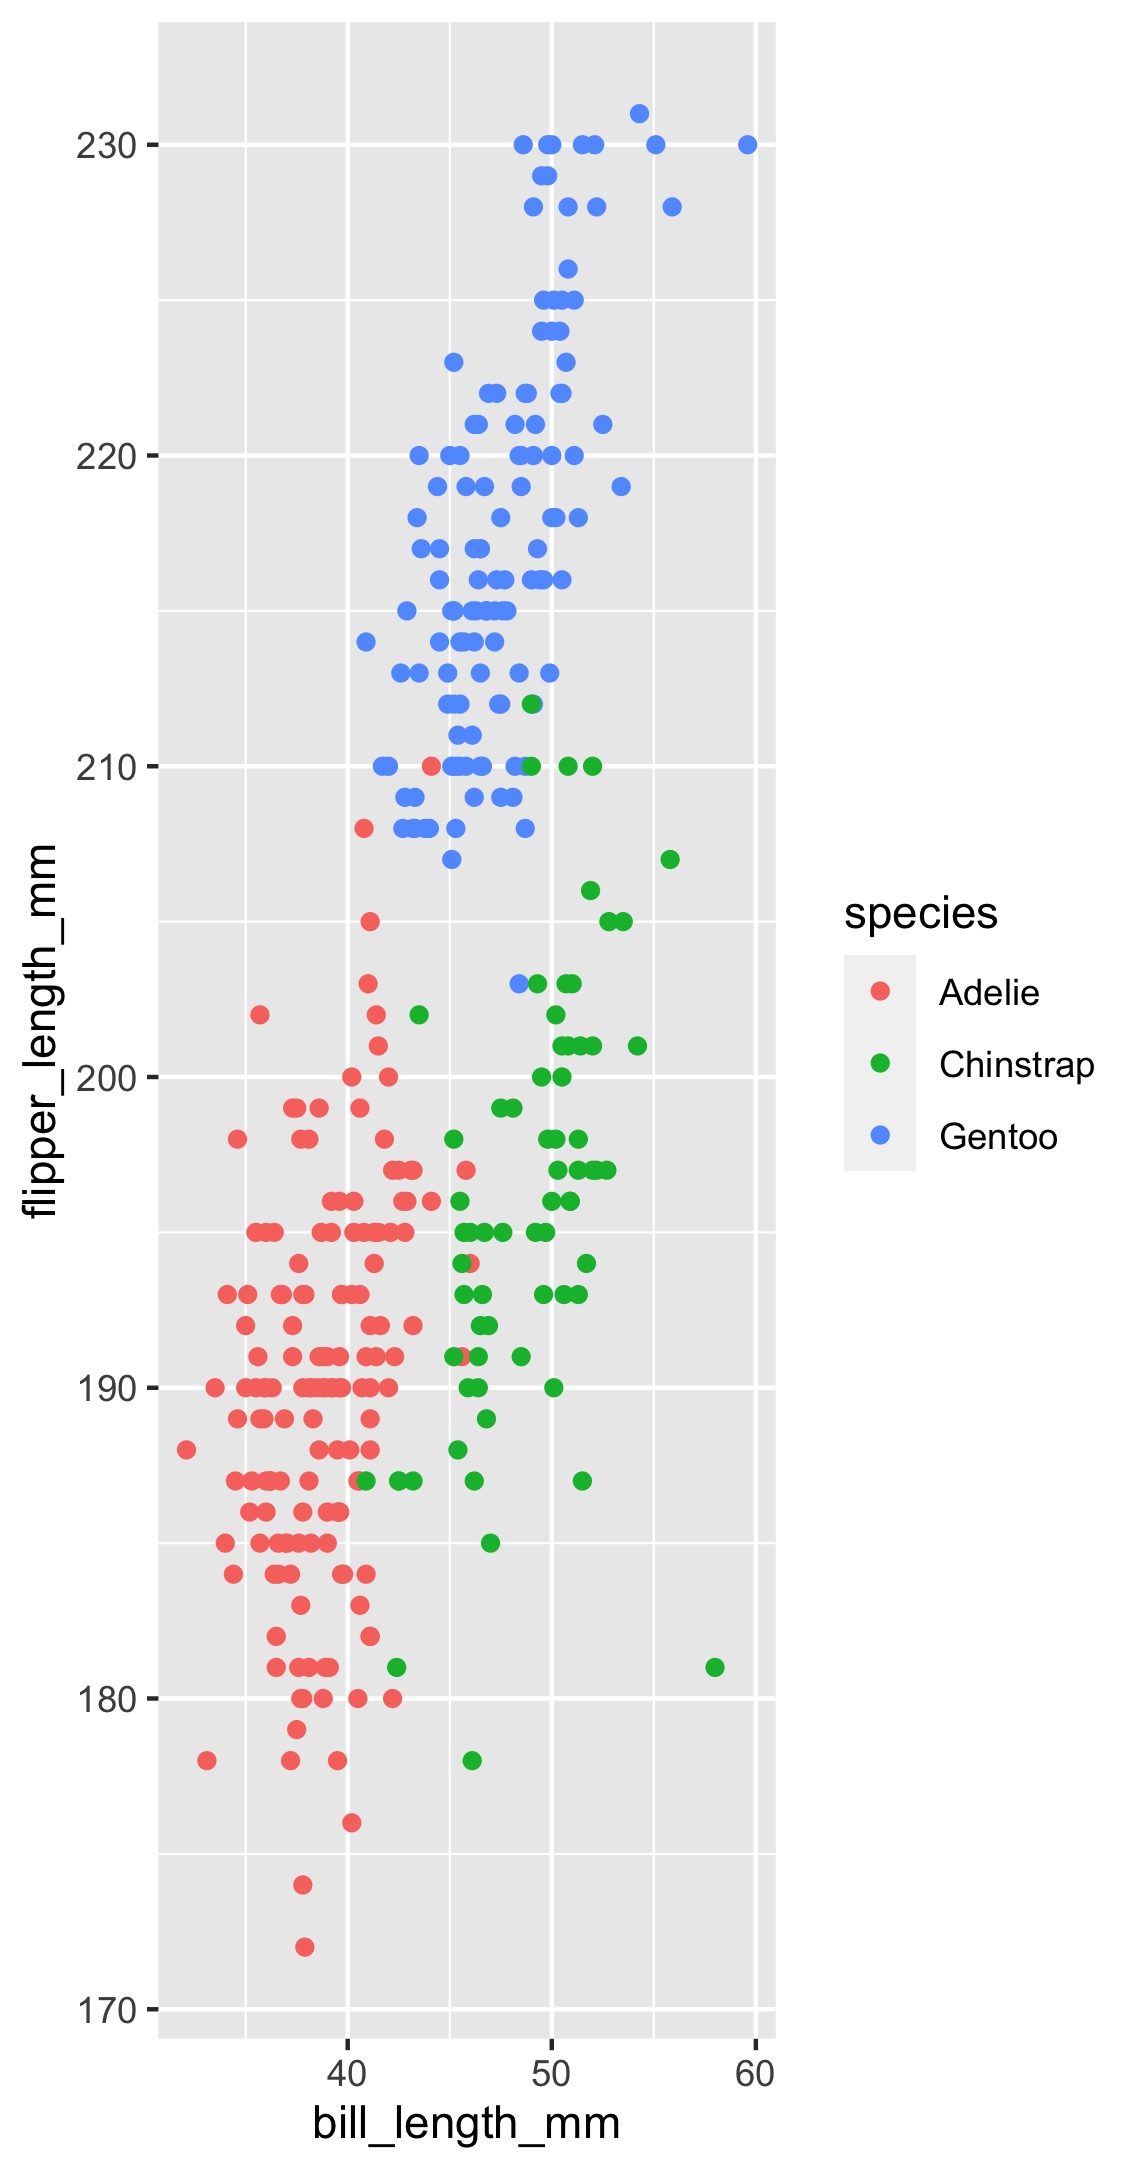 230
220
210
200
190
180
170
flipper_length_mm
40 50 60
bill_length_mm
species
Adelie
Chinstrap
Gentoo